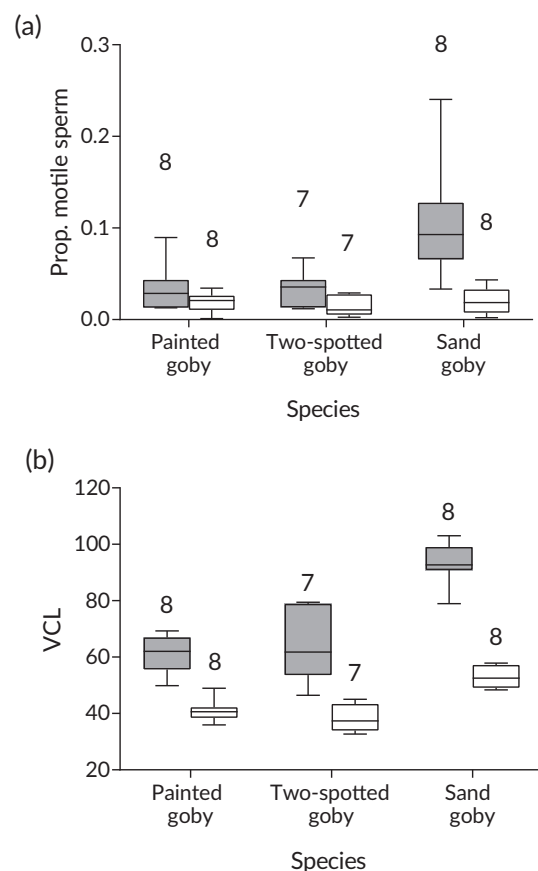 (a)
0.3
0.2
0.1
0.0
Prop. motile sperm
8
8
7
7
8
8
Painted
goby
Two-spotted
goby
Sand
goby
Species
(b)
120
100
80
60
40
20
VCL
8
8
7
7
8
8
Painted
goby
Two-spotted
goby
Sand
goby
Species